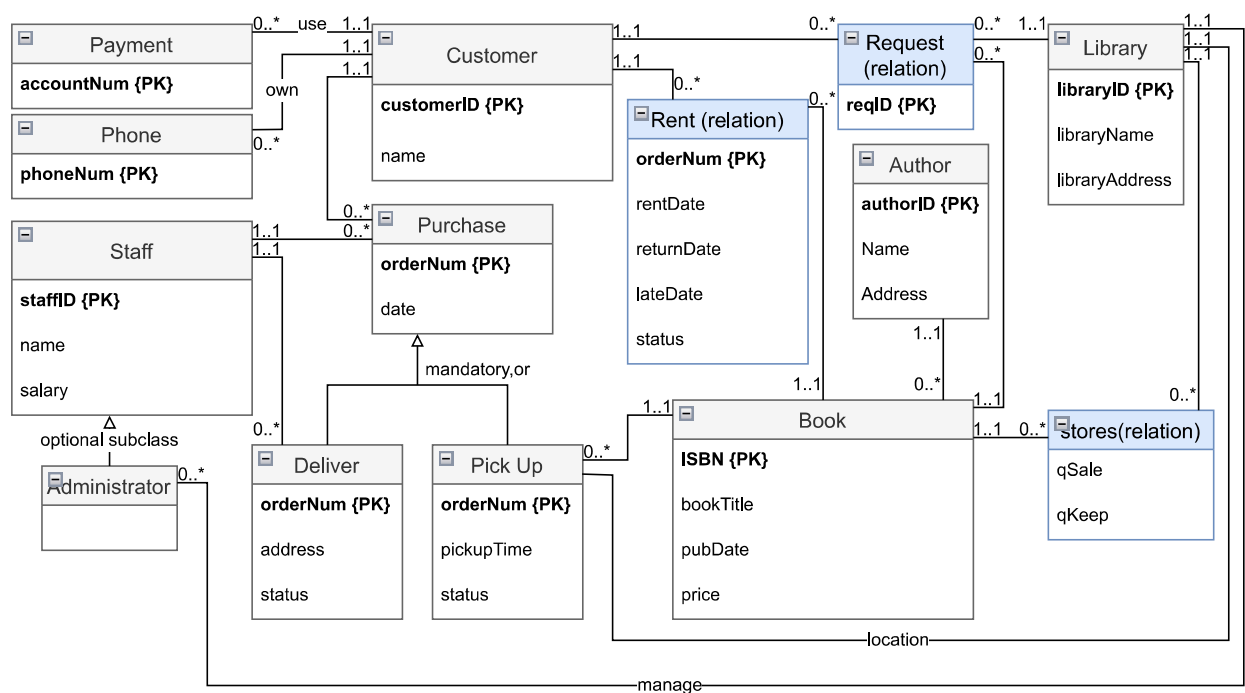 0..*
use
1..1
Payment
accountNum {PK}
1..1
own
0..*
Phone
phoneNum {PK}
Customer
customerID {PK}
name
1..1
1..1
1..1
0..*
0..*
Request
(relation)
reqID {PK}
0..*
1..1
0..*
Library
libraryID {PK}
libraryName
libraryAddress
1..1
1..1
1..1
0..*
Rent (relation)
orderNum {PK}
rentDate
returnDate
lateDate
status
0..*
1..1
Author
authorID {PK}
Name
Address
1..1
0..*
Staff
staffID {PK}
name
salary
1..1
1..1
0..*
0..*
Purchase
orderNum {PK}
date
mandatory,or
optional subclass
Administrator
0..*
0..*
Deliver
orderNum {PK}
address
status
Pick Up
orderNum {PK}
pickupTime
status
0..*
1..1
Book
ISBN {PK}
bookTitle
pubDate
price
1..1
1..1
0..*
0..*
stores(relation)
qSale
qKeep
location
manage